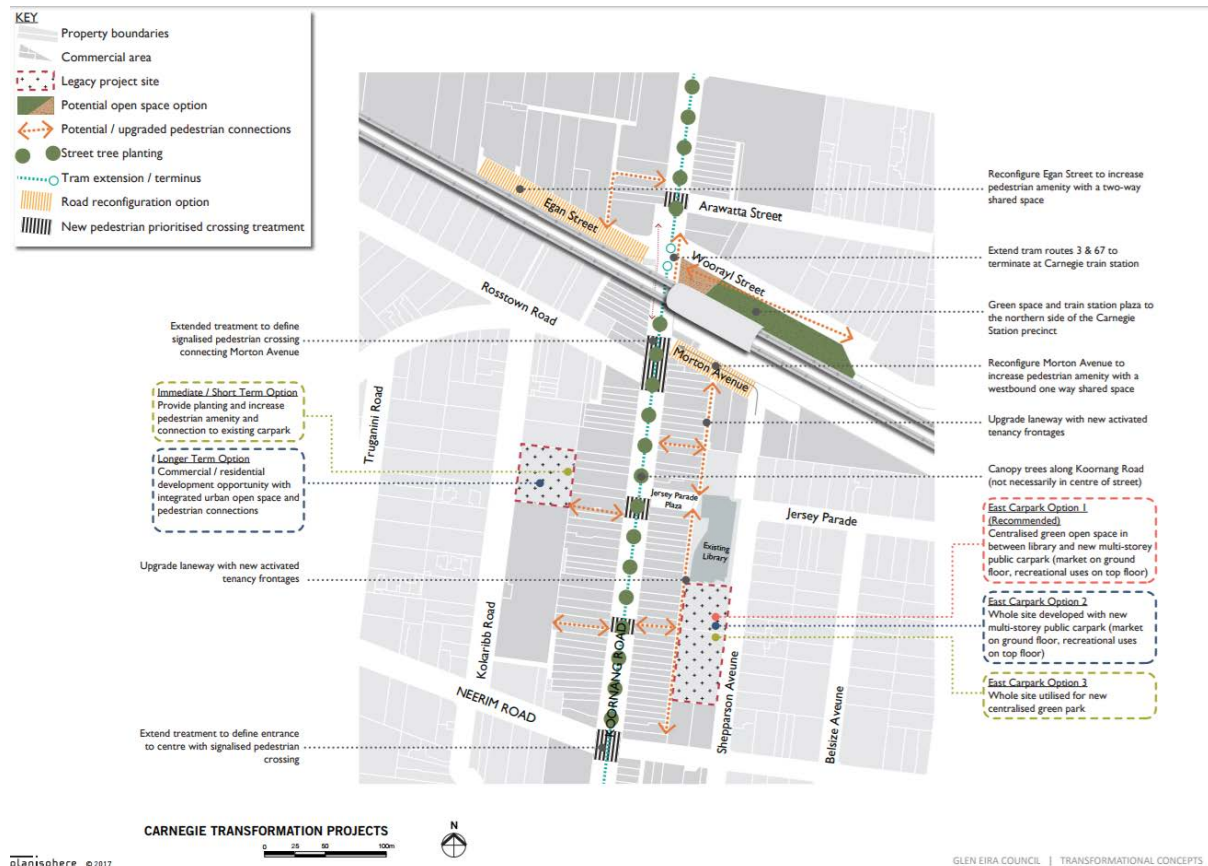 KEY
Property boundaries
Commercial area
Legacy project site
Potential open space option
Potential / upgraded pedestrian connections
Street tree planting
Tram extension / terminus
Road reconfiguration option
New pedestrian prioritised crossing treatment
Extended treatment to define
signalised pedestrian crossing
connecting Morton Avenue
Immediate / Short Term Option
Provide planting and increase
pedestrian amenity and
connection to existing carpark
Longer Term Option
Commercial / residential
development opportunity with
integrated urban open space and
pedestrian connections
Upgrade laneway with new activated
tenancy frontages
Extend treatment to define entrance
to centre with signalised pedestrian
crossing
Egan Street
Arawatta Street
Woorayl Street
Rosstown Road
Morton Avenue
Truganini Road
Kokaribb Road
Jersey Parade
Plaza
Jersey Parade
Existing
Library
KOORNANG ROAD
NEERIM ROAD
Shepparson Aveune
Belsize Aveune
Reconfigure Egan Street to increase
pedestrian amenity with a two-way
shared space
Extend tram routes 3 & 67 to
terminate at Carnegie train station
Green space and train station plaza to
the northern side of the Carnegie
Station precinct
Reconfigure Morton Avenue to
increase pedestrian amenity with a
westbound one way shared space
Upgrade laneway with new activated
tenancy frontages
Canopy trees along Koornang Road
(not necessarily in centre of street)
East Carpark Option 1
(Recommended)
Centralised green open space in
between library and new multi-storey
public carpark (market on ground
floor, recreational uses on top floor)
East Carpark Option 2
Whole site developed with new
multi-storey public carpark (market
on ground floor, recreational uses
on top floor)
East Carpark Option 3
Whole site utilised for new
centralised green park
CARNEGIE TRANSFORMATION PROJECTS
0 25 50 100m
N
planisphere © 2017
GLEN EIRA COUNCIL | TRANSFORMATIONAL CONCEPTS